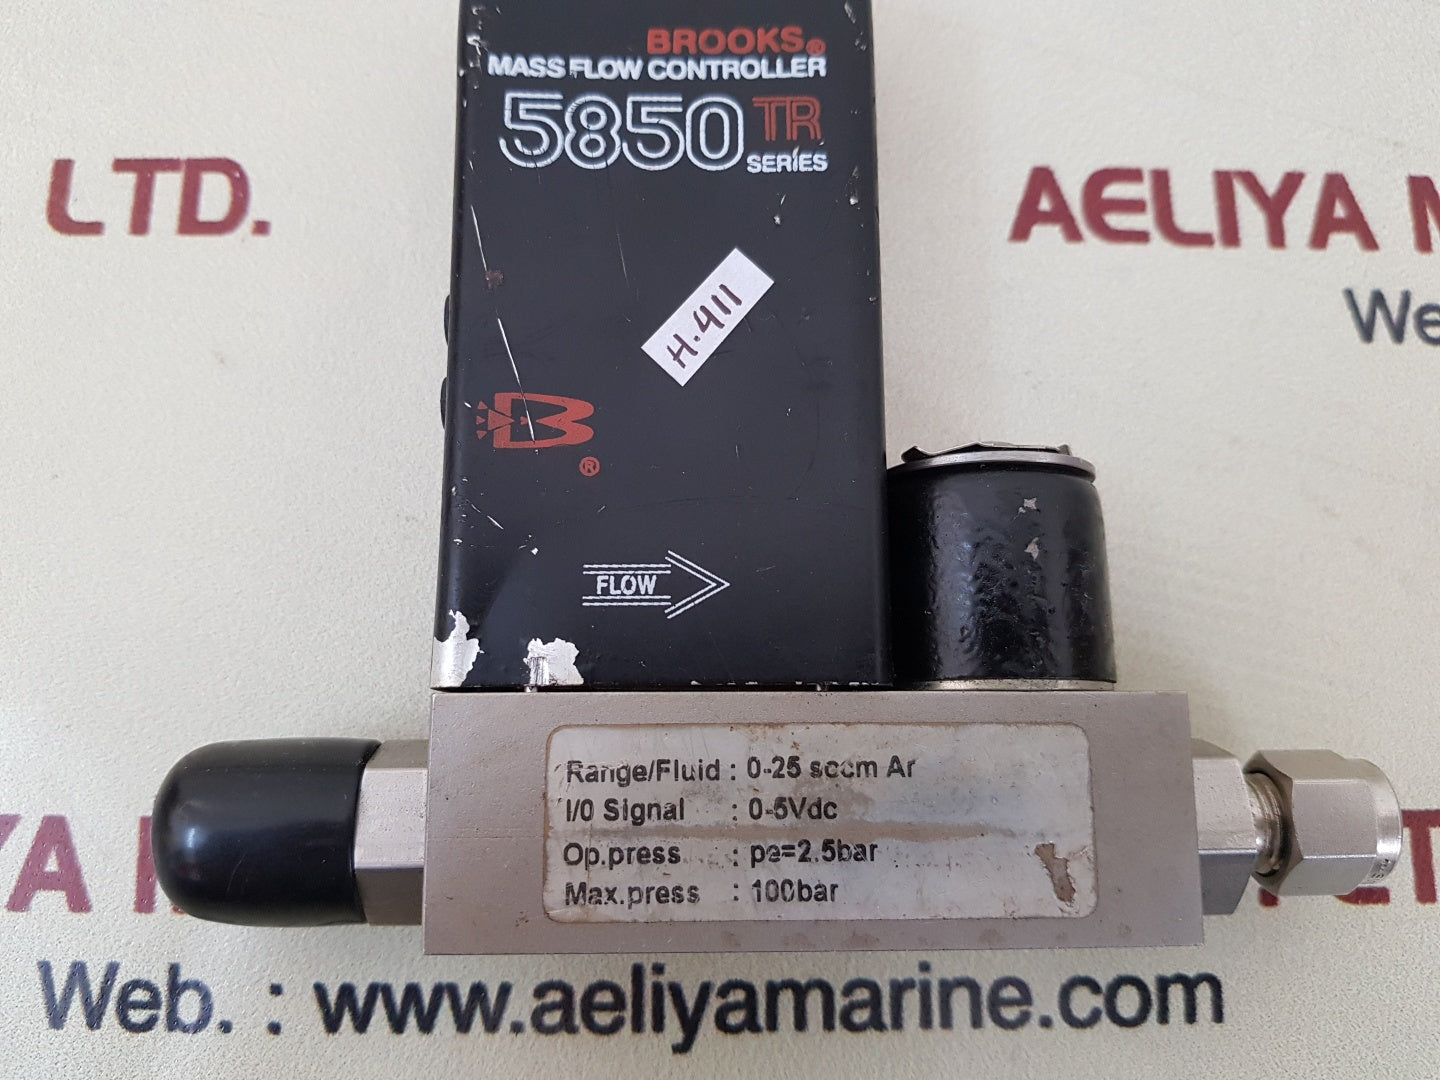 BROOKS®
MASS FLOW CONTROLLER
5850 TR
SERIES
LTD.
AELIYA M
We
H.411
B
®
FLOW
Range/Fluid : 0-25 sccm Ar
I/0 Signal : 0-5Vdc
Op.press : pe=2.5bar
Max.press : 100bar
YA
Web. : www.aeliyamarine.com